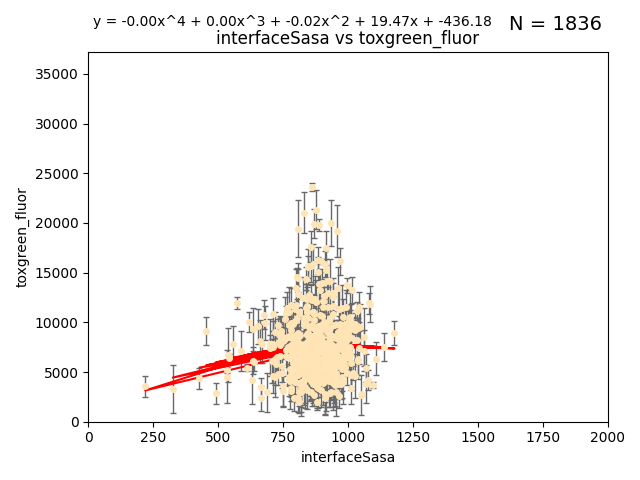 y = -0.00x^4 + 0.00x^3 + -0.02x^2 + 19.47x + -436.18
N = 1836
interfaceSasa vs toxgreen_fluor
35000
30000
25000
20000
15000
10000
5000
0
toxgreen_fluor
0 250 500 750 1000 1250 1500 1750 2000
interfaceSasa